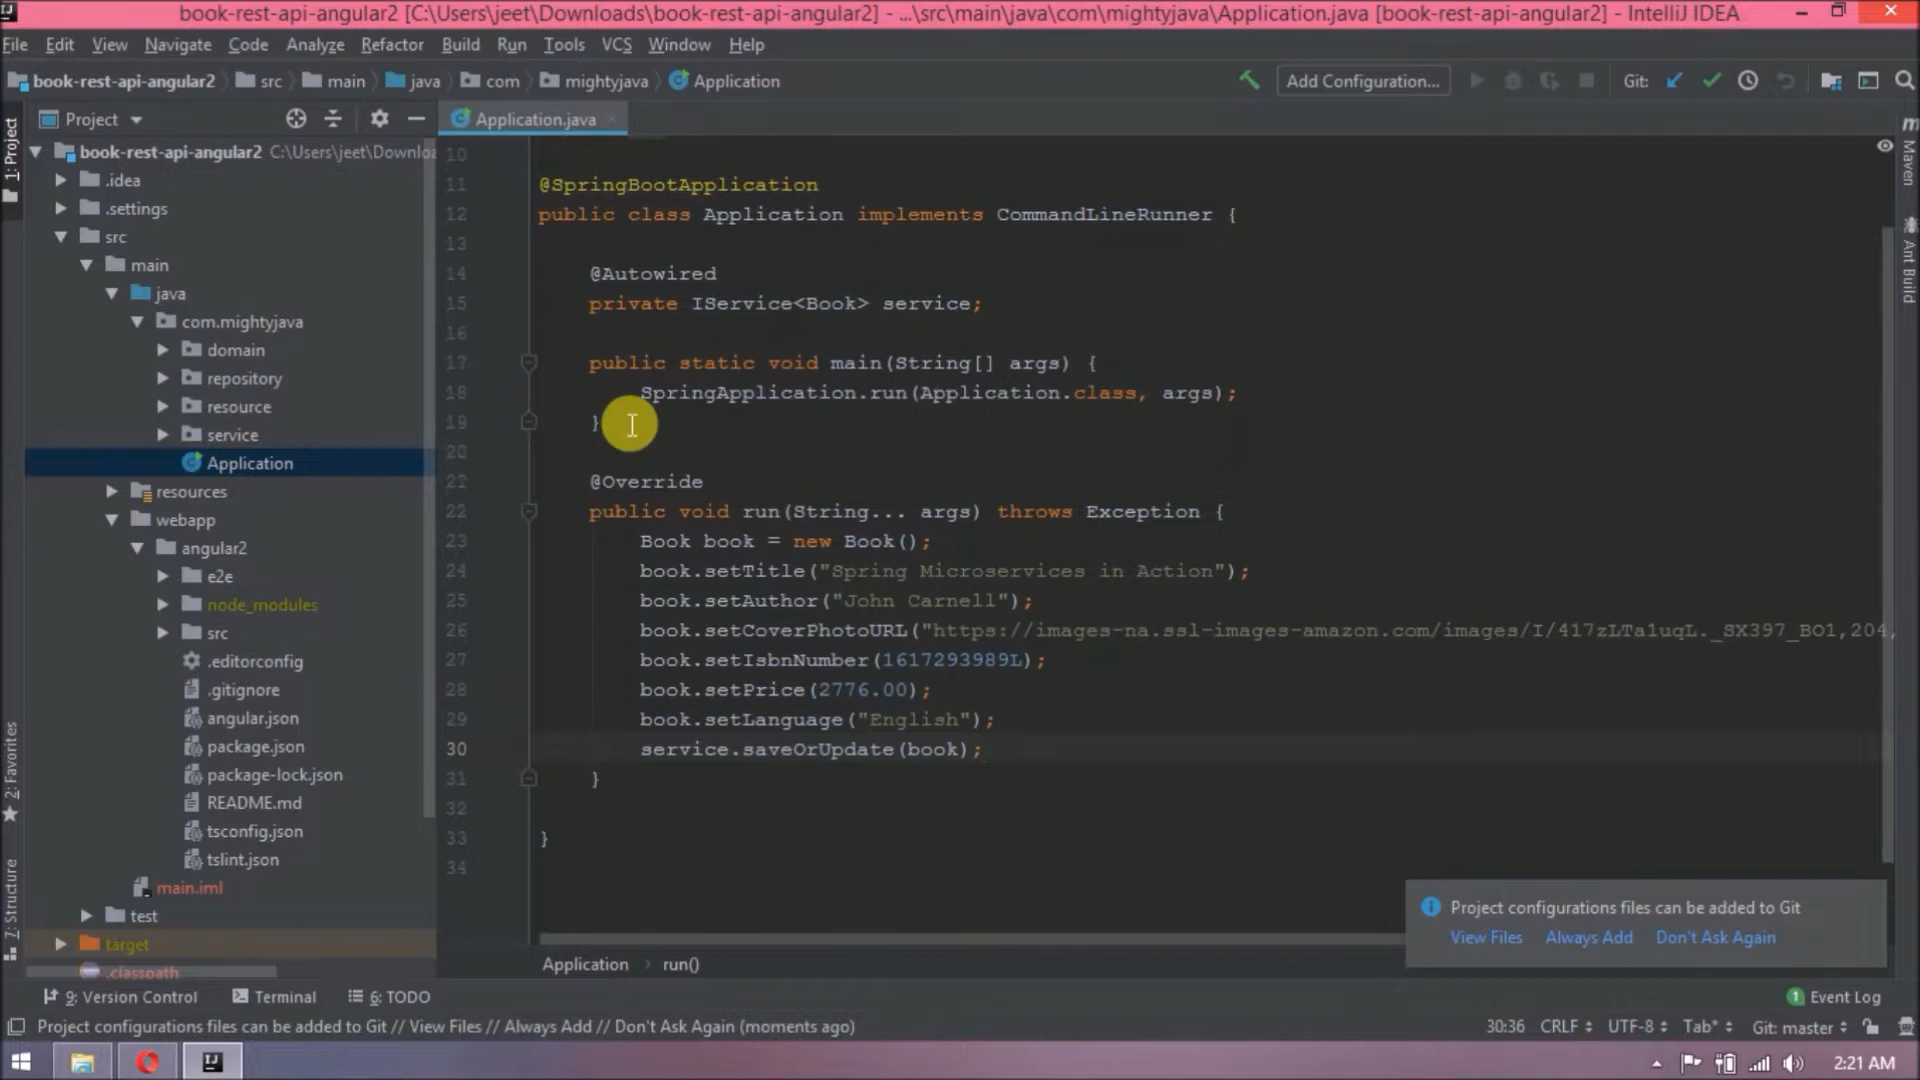 book-rest-api-angular2 [C:\Users\jeet\Downloads\book-rest-api-angular2] - ...\src\main\java\com\mightyjava\Application.java [book-rest-api-angular2] - IntelliJ IDEA
File Edit View Navigate Code Analyze Refactor Build Run Tools VCS Window Help
book-rest-api-angular2 src main java com mightyjava Application Add Configuration... Git:
1: Project
Project
Application.java
Maven
Ant Build
book-rest-api-angular2 C:\Users\jeet\Downloa
.idea
.settings
src
main
java
com.mightyjava
domain
repository
resource
service
Application
resources
webapp
angular2
e2e
node_modules
src
.editorconfig
.gitignore
angular.json
package.json
package-lock.json
README.md
tsconfig.json
tslint.json
main.iml
test
target
.classpath
2: Favorites
7: Structure
10
11 @SpringBootApplication
12 public class Application implements CommandLineRunner {
13
14 @Autowired
15 private IService<Book> service;
16
17 public static void main(String[] args) {
18 SpringApplication.run(Application.class, args);
19 }
20
22 @Override
22 public void run(String... args) throws Exception {
23 Book book = new Book();
24 book.setTitle("Spring Microservices in Action");
25 book.setAuthor("John Carnell");
26 book.setCoverPhotoURL("https://images-na.ssl-images-amazon.com/images/I/417zLTa1uqL._SX397_BO1,204,
27 book.setIsbnNumber(1617293989L);
28 book.setPrice(2776.00);
29 book.setLanguage("English");
30 service.saveOrUpdate(book);
31 }
32
33 }
34
Project configurations files can be added to Git
View Files Always Add Don't Ask Again
Application run()
9: Version Control Terminal 6: TODO 1 Event Log
Project configurations files can be added to Git // View Files // Always Add // Don't Ask Again (moments ago) 30:36 CRLF UTF-8 Tab* Git: master
2:21 AM